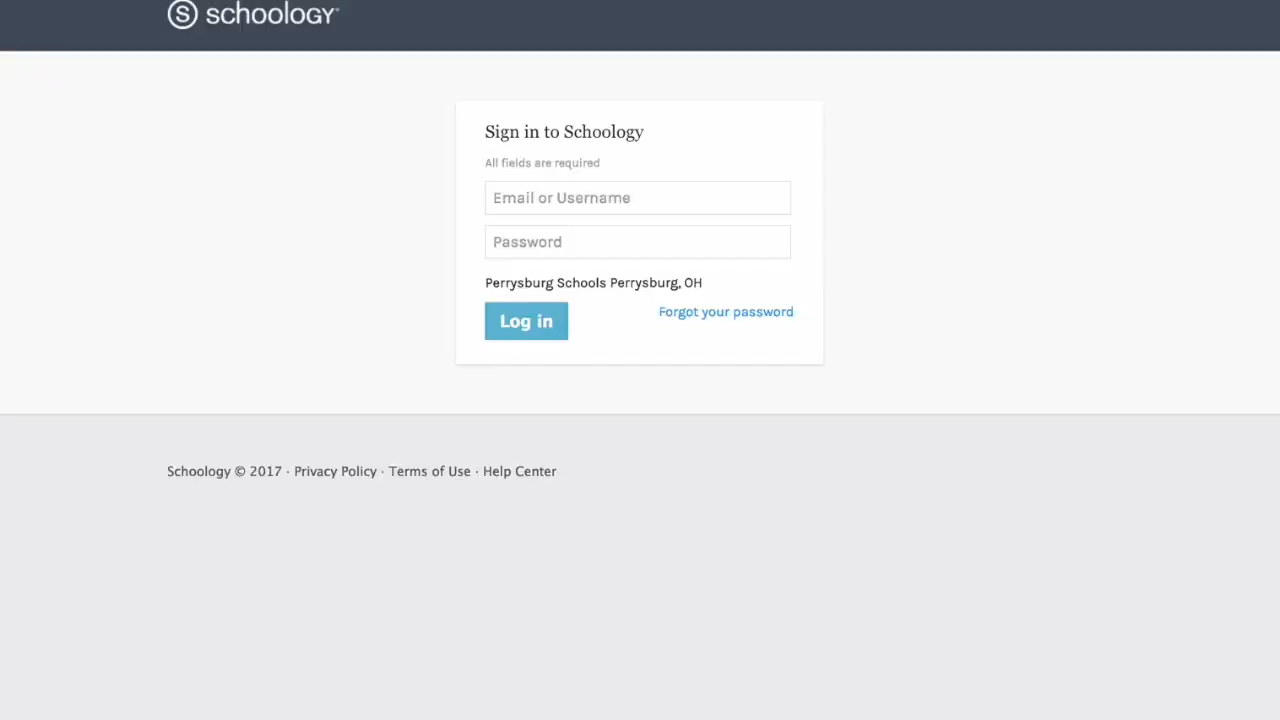 schoology
Sign in to Schoology
All fields are required
Email or Username
Password
Perrysburg Schools Perrysburg, OH
Log in
Forgot your password
Schoology © 2017 · Privacy Policy · Terms of Use · Help Center